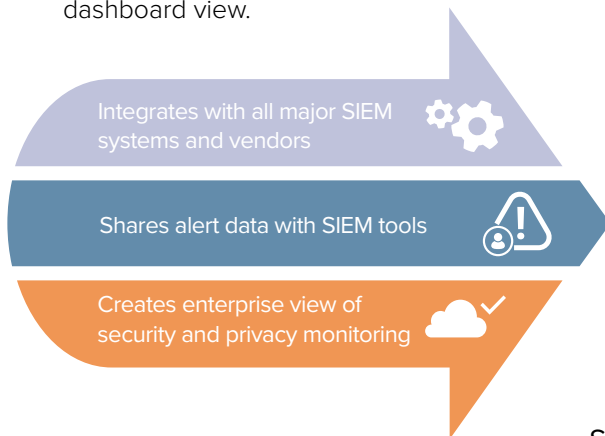 dashboard view.
Integrates with all major SIEM
systems and vendors
Shares alert data with SIEM tools
Creates enterprise view of
security and privacy monitoring